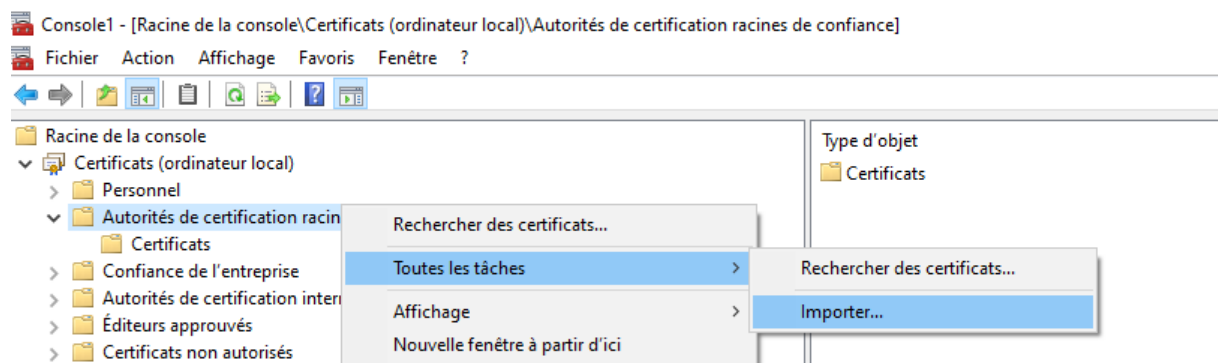 Console1 - [Racine de la console\Certificats (ordinateur local)\Autorités de certification racines de confiance]
Fichier Action Affichage Favoris Fenêtre ?
Racine de la console
Certificats (ordinateur local)
Personnel
Autorités de certification racin
Certificats
Confiance de l'entreprise
Autorités de certification inter
Éditeurs approuvés
Certificats non autorisés
Rechercher des certificats...
Toutes les tâches
Affichage
Nouvelle fenêtre à partir d'ici
Rechercher des certificats...
Importer...
Type d'objet
Certificats